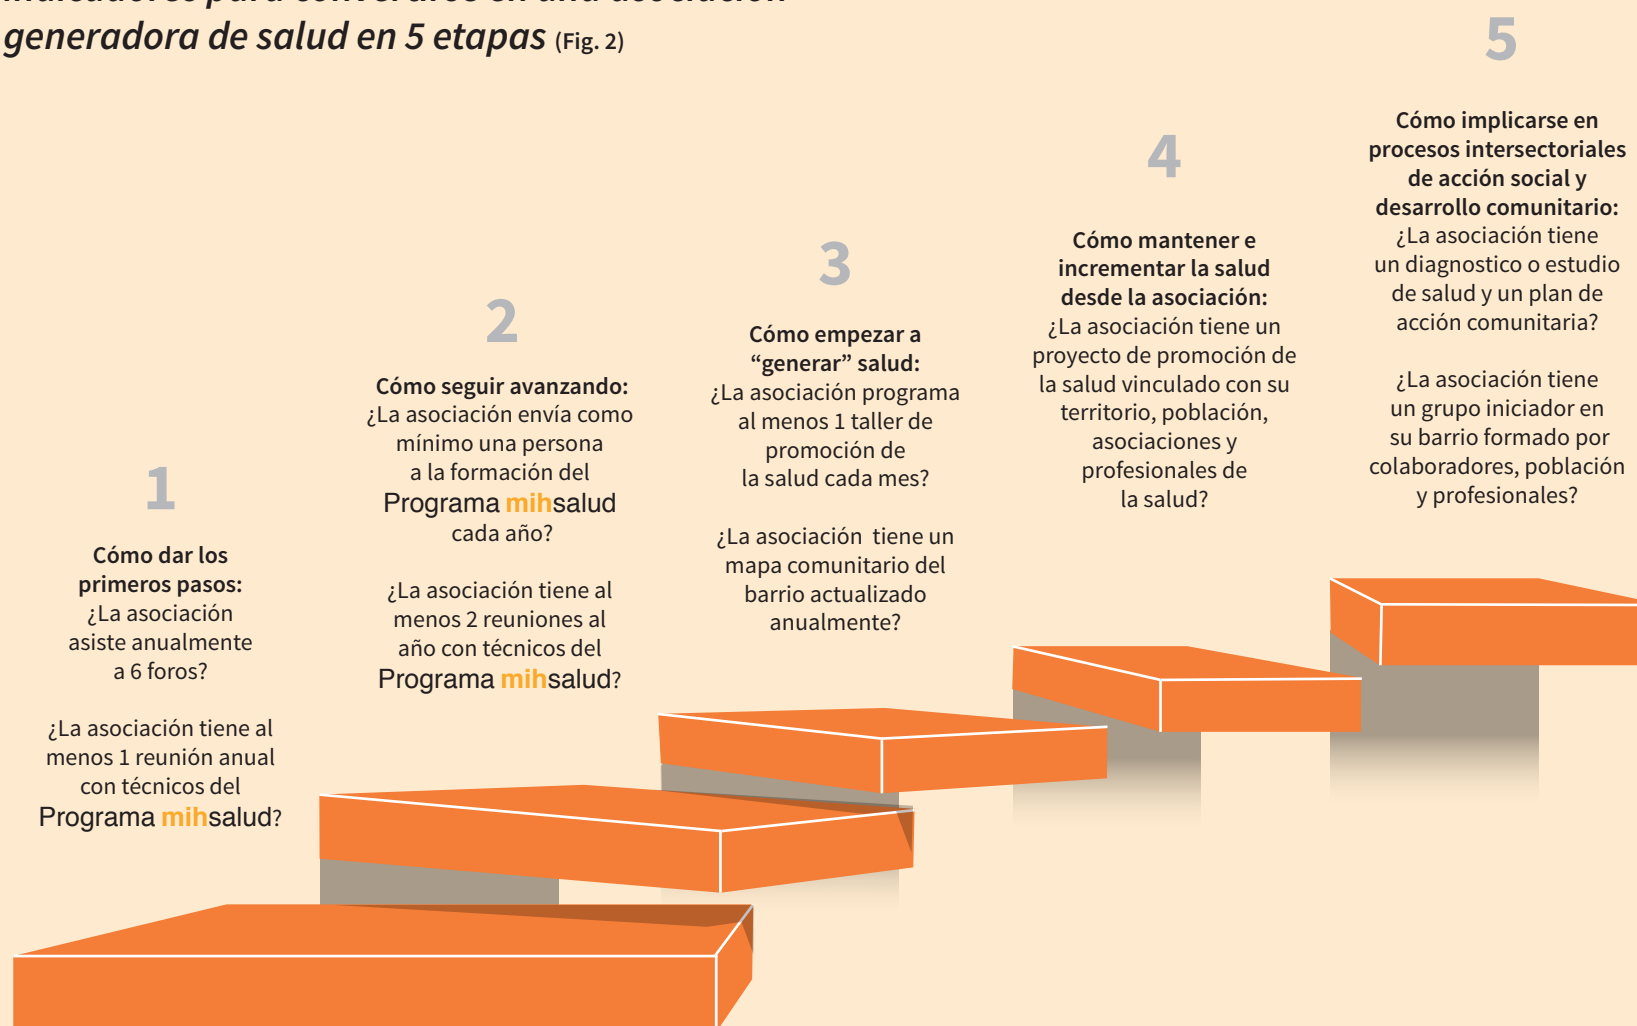 generadora de salud en 5 etapas (Fig. 2)
1
Cómo dar los
primeros pasos:
¿La asociación
asiste anualmente
a 6 foros?
¿La asociación tiene al
menos 1 reunión anual
con técnicos del
Programa mihsalud?
2
Cómo seguir avanzando:
¿La asociación envía como
mínimo una persona
a la formación del
Programa mihsalud
cada año?
¿La asociación tiene al
menos 2 reuniones al
año con técnicos del
Programa mihsalud?
3
Cómo empezar a
“generar” salud:
¿La asociación programa
al menos 1 taller de
promoción de
la salud cada mes?
¿La asociación tiene un
mapa comunitario del
barrio actualizado
anualmente?
4
Cómo mantener e
incrementar la salud
desde la asociación:
¿La asociación tiene un
proyecto de promoción de
la salud vinculado con su
territorio, población,
asociaciones y
profesionales de
la salud?
5
Cómo implicarse en
procesos intersectoriales
de acción social y
desarrollo comunitario:
¿La asociación tiene
un diagnostico o estudio
de salud y un plan de
acción comunitaria?
¿La asociación tiene
un grupo iniciador en
su barrio formado por
colaboradores, población
y profesionales?